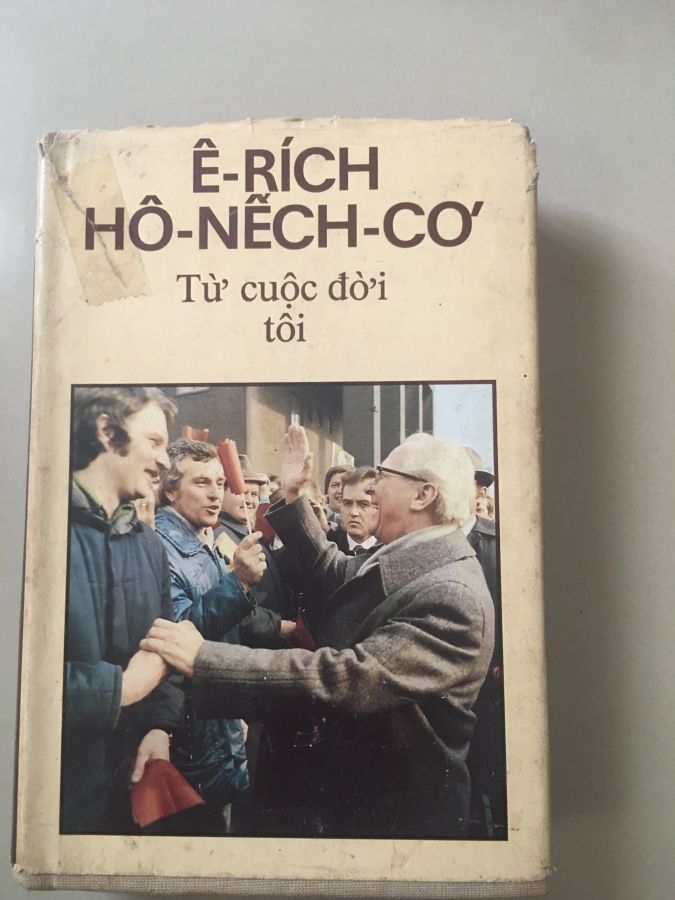 Ê-RÍCH
HÔ-NẾCH-CƠ
Từ cuộc đời
tôi